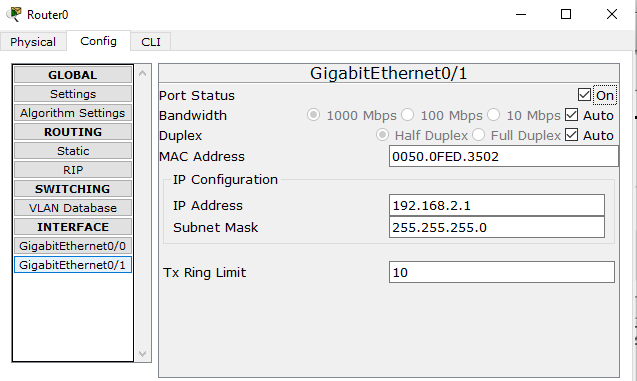 Router0
Physical Config CLI
GLOBAL
Settings
Algorithm Settings
ROUTING
Static
RIP
SWITCHING
VLAN Database
INTERFACE
GigabitEthernet0/0
GigabitEthernet0/1
GigabitEthernet0/1
Port Status On
Bandwidth 1000 Mbps 100 Mbps 10 Mbps Auto
Duplex Half Duplex Full Duplex Auto
MAC Address 0050.0FED.3502
IP Configuration
IP Address 192.168.2.1
Subnet Mask 255.255.255.0
Tx Ring Limit 10